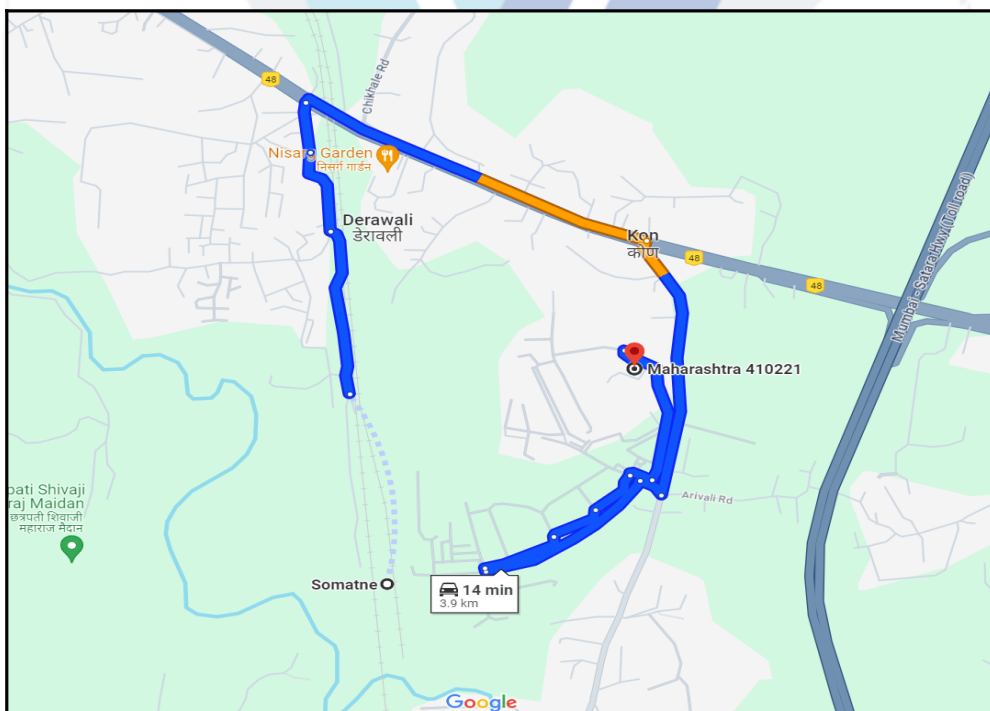 48
Chikhale Rd
Nisarg Garden
निसर्ग गार्डन
Derawali
डेरावली
Kon
कोण
48
48
Mumbai - Satara Hwy (Toll road)
Maharashtra 410221
Arivali Rd
pati Shivaji
raj Maidan
छत्रपती शिवाजी
महाराज मैदान
Somatne
14 min
3.9 km
Google